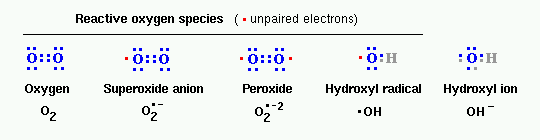 Reactive oxygen species (• unpaired electrons)
O::O •O::O •O::O• •O:H O:H
Oxygen Superoxide anion Peroxide Hydroxyl radical Hydroxyl ion
O₂ O₂•⁻ O₂•⁻² •OH OH⁻